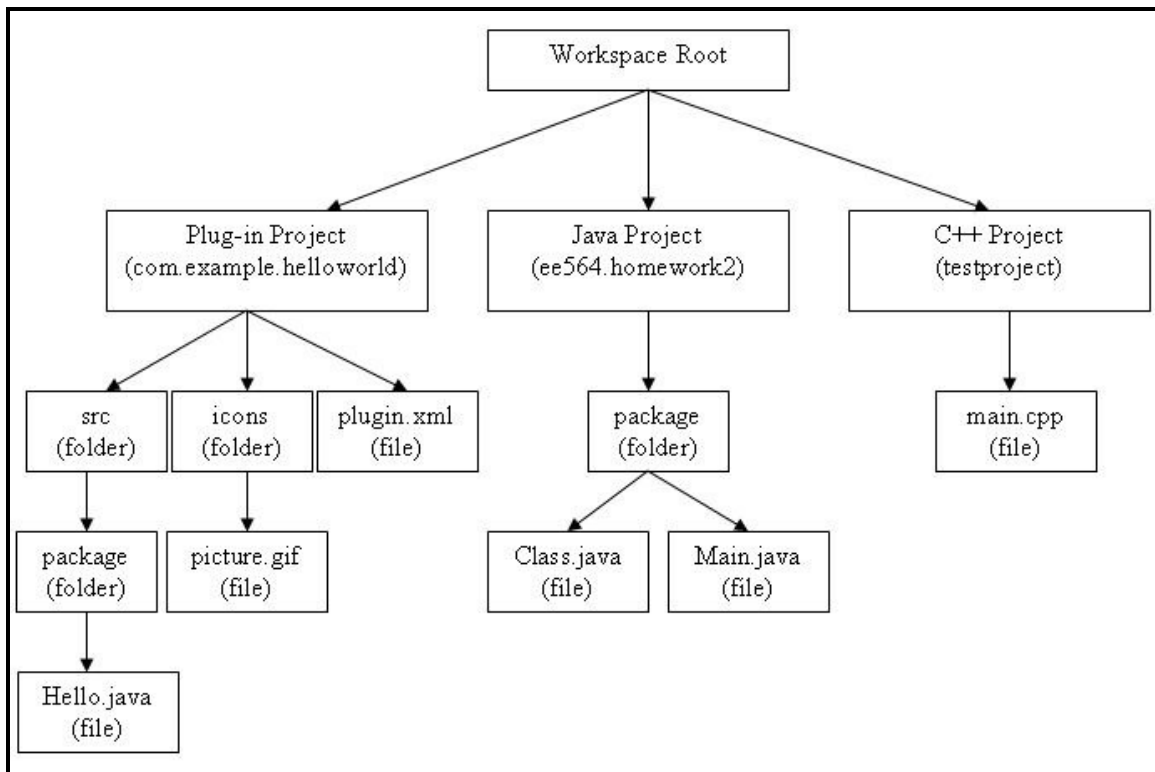 Workspace Root
Plug-in Project
(com.example.helloworld)
Java Project
(ee564.homework2)
C++ Project
(testproject)
src
(folder)
icons
(folder)
plugin.xml
(file)
package
(folder)
main.cpp
(file)
package
(folder)
picture.gif
(file)
Class.java
(file)
Main.java
(file)
Hello.java
(file)